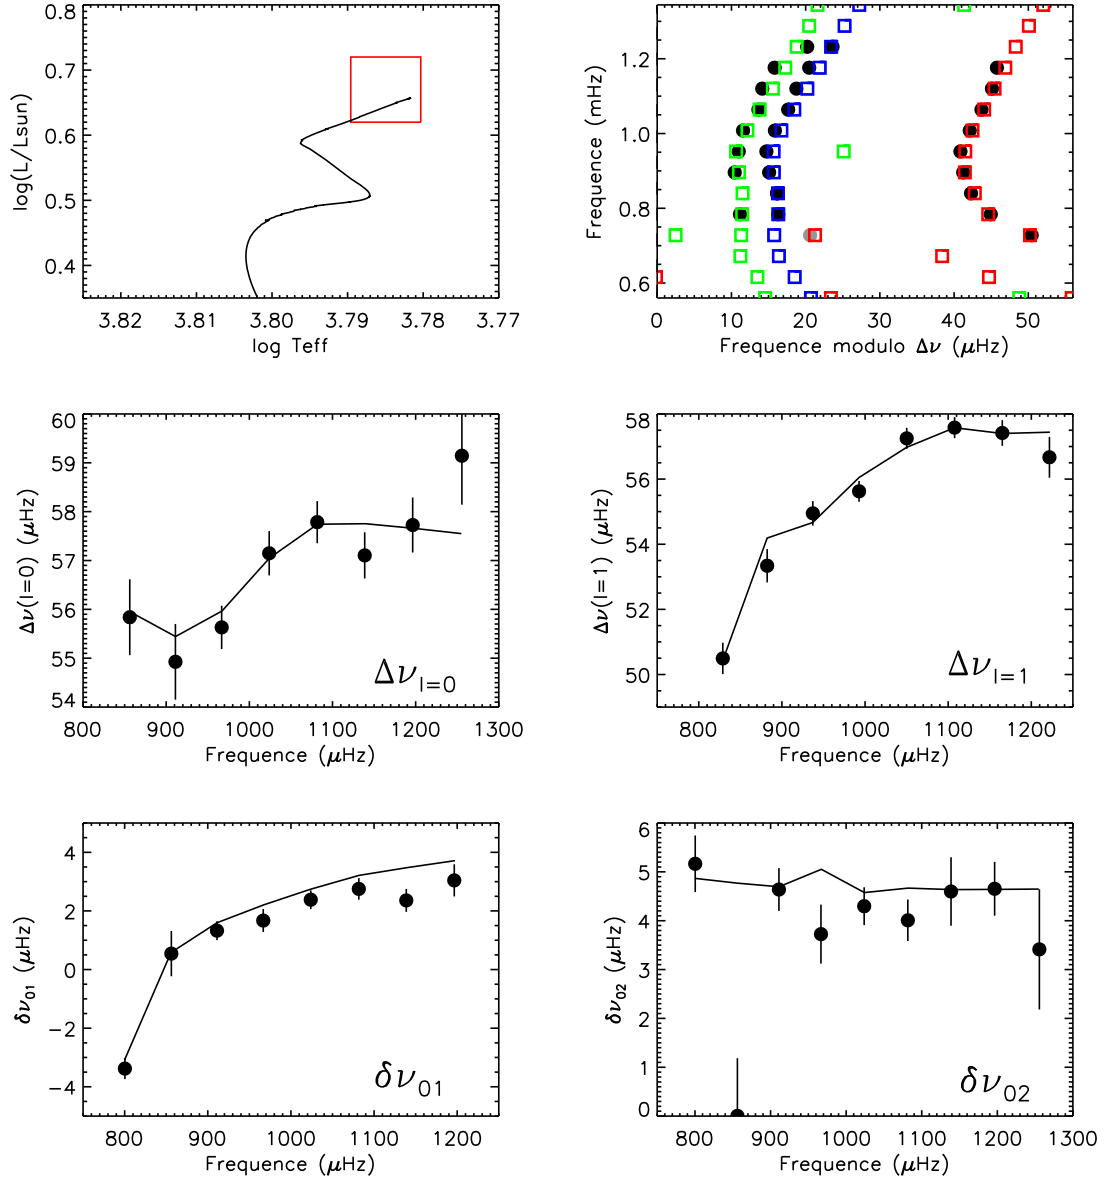 0.8
0.7
0.6
0.5
0.4
log(L/Lsun)
3.82 3.81 3.80 3.79 3.78 3.77
log Teff
1.2
1.0
0.8
0.6
Frequence (mHz)
0 10 20 30 40 50
Frequence modulo Δν (μHz)
60
59
58
57
56
55
54
Δν(l=0) (μHz)
Δν l=0
800 900 1000 1100 1200 1300
Frequence (μHz)
58
56
54
52
50
Δν(l=1) (μHz)
Δν l=1
800 900 1000 1100 1200
Frequence (μHz)
4
2
0
−2
−4
δν01 (μHz)
δν01
800 900 1000 1100 1200
Frequence (μHz)
6
5
4
3
2
1
0
δν02 (μHz)
δν02
800 900 1000 1100 1200 1300
Frequence (μHz)